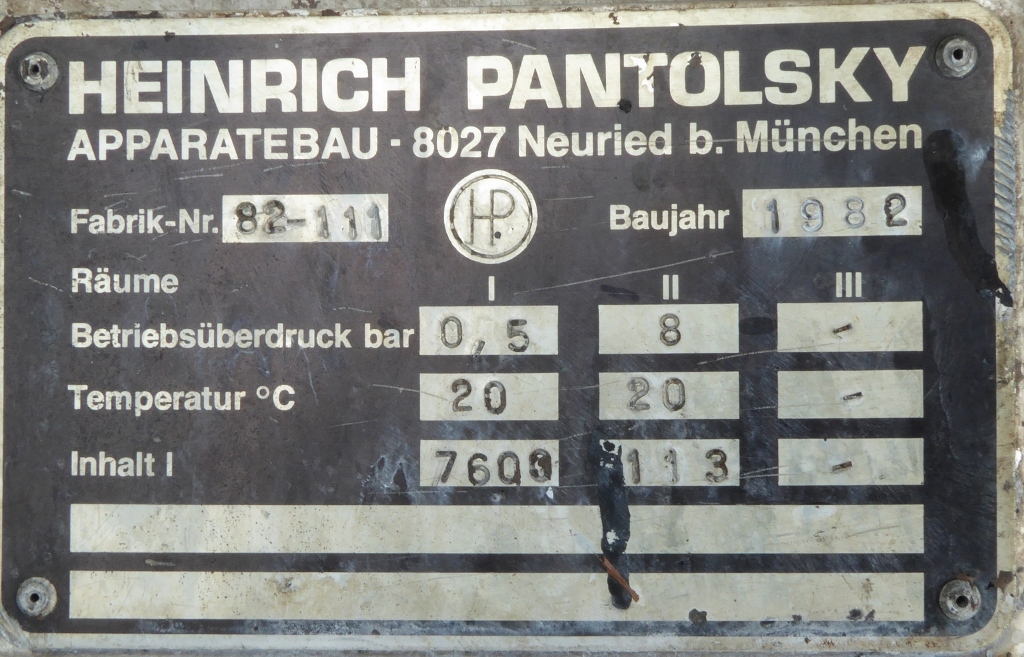 HEINRICH PANTOLSKY
APPARATEBAU - 8027 Neuried b. München
Fabrik-Nr. 82-111 HP Baujahr 1982
Räume I II III
Betriebsüberdruck bar 0,5 8 -
Temperatur °C 20 20 -
Inhalt l 7600 113 -